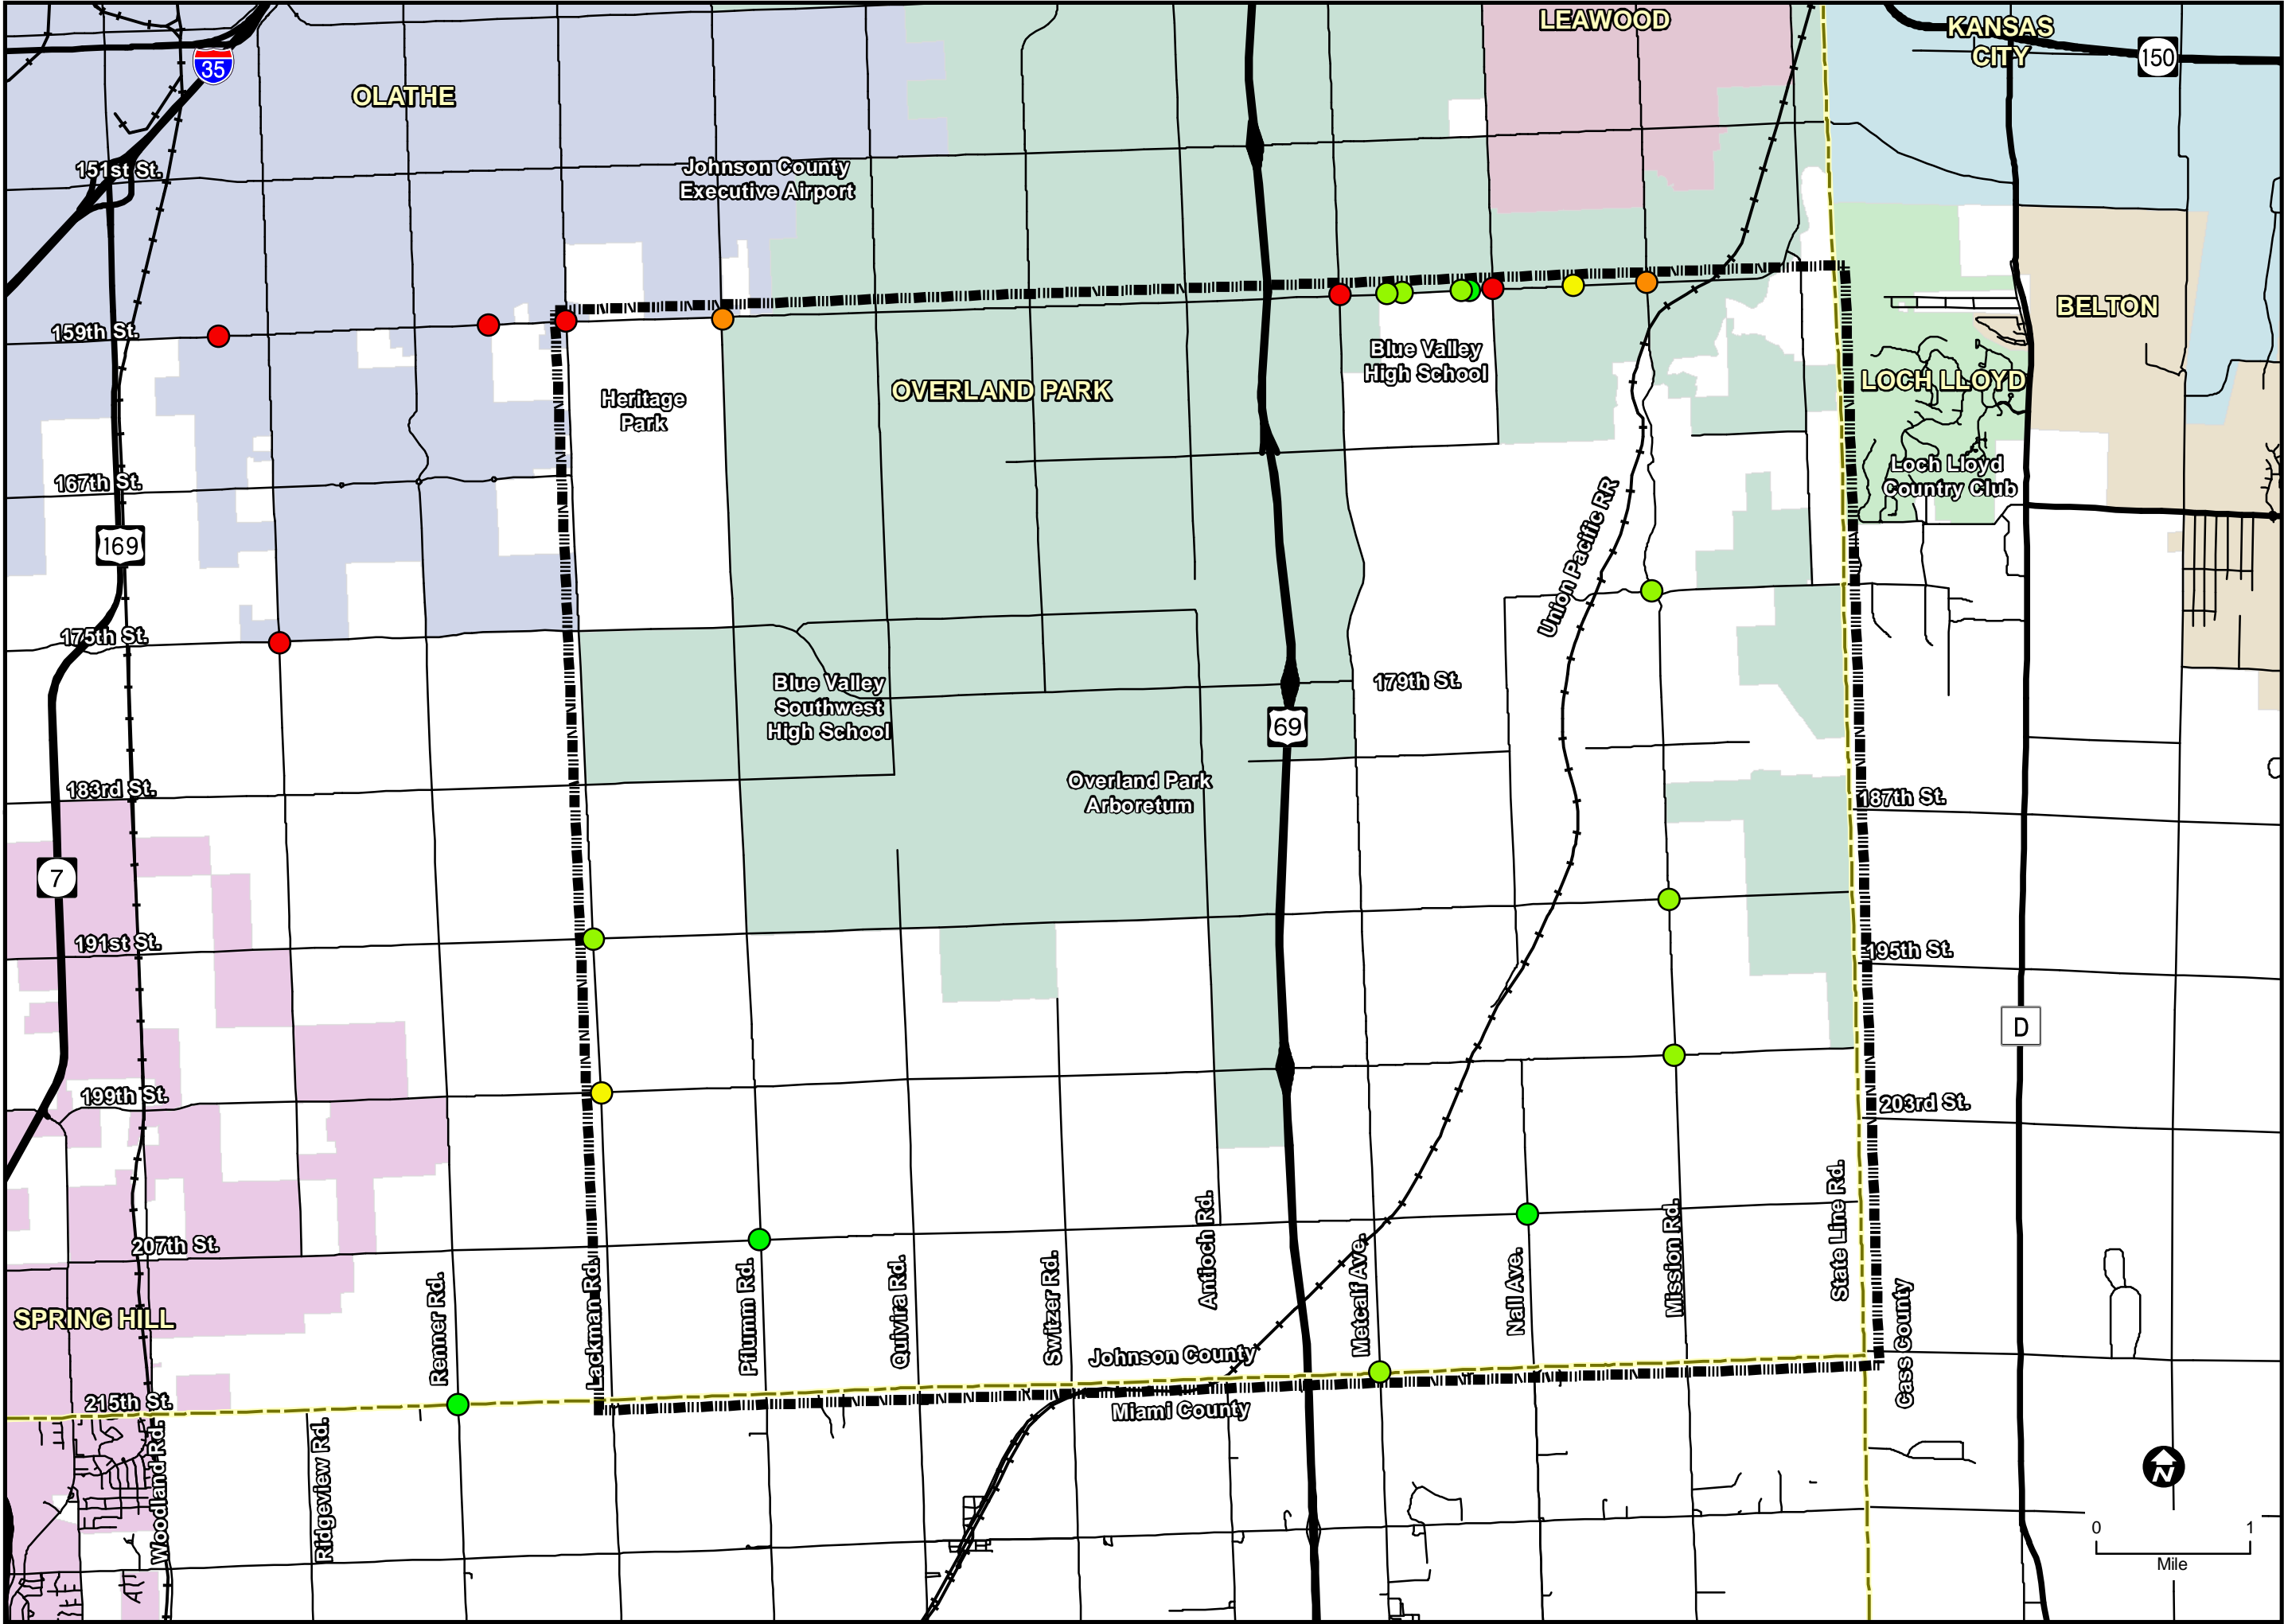 LEAWOOD
KANSAS
CITY
150
35
OLATHE
151st St.
Johnson County
Executive Airport
159th St.
BELTON
Blue Valley
High School
OVERLAND PARK
LOCH LLOYD
Heritage
Park
167th St.
Loch Lloyd
Country Club
Union Pacific RR
169
175th St.
179th St.
Blue Valley
Southwest
High School
69
Overland Park
Arboretum
183rd St.
187th St.
7
191st St.
195th St.
D
199th St.
203rd St.
207th St.
Renner Rd.
Lackman Rd.
Pflumm Rd.
Quivira Rd.
Switzer Rd.
Antioch Rd.
Metcalf Ave.
Nall Ave.
Mission Rd.
State Line Rd.
Cass County
SPRING HILL
Johnson County
Miami County
215th St.
Woodland Rd.
Ridgeview Rd.
N
0 1
Mile